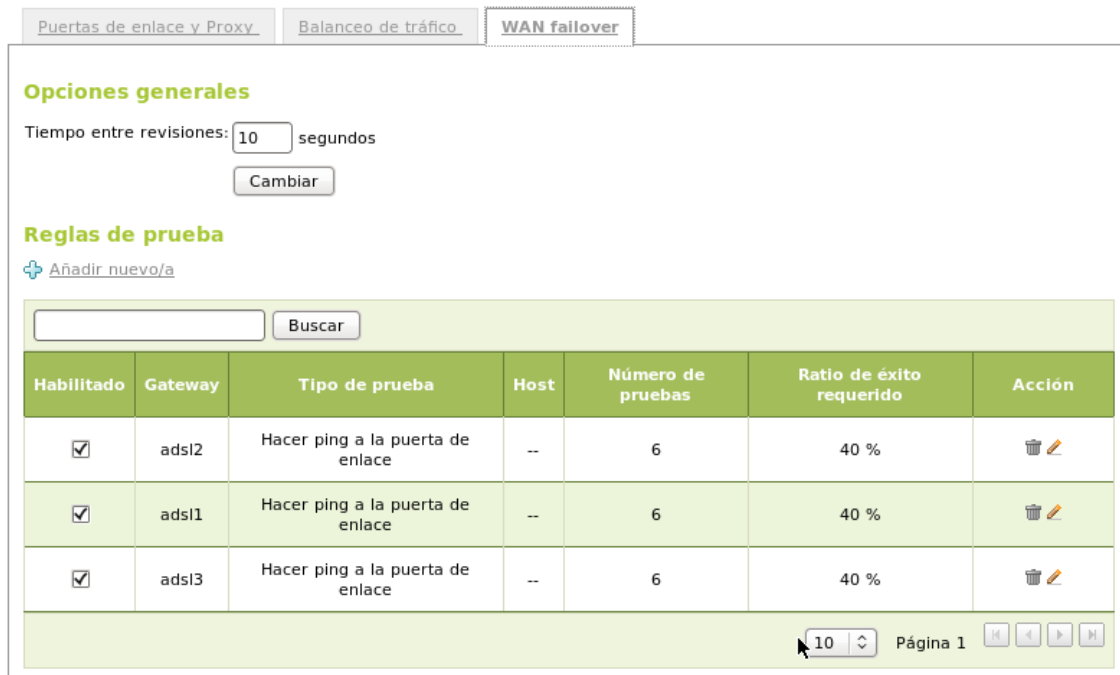 Puertas de enlace y Proxy Balanceo de tráfico WAN failover
Opciones generales
Tiempo entre revisiones: 10 segundos
Cambiar
Reglas de prueba
Añadir nuevo/a
Buscar
Habilitado Gateway Tipo de prueba Host Número de pruebas Ratio de éxito requerido Acción
adsl2 Hacer ping a la puerta de enlace -- 6 40 %
adsl1 Hacer ping a la puerta de enlace -- 6 40 %
adsl3 Hacer ping a la puerta de enlace -- 6 40 %
10 Página 1